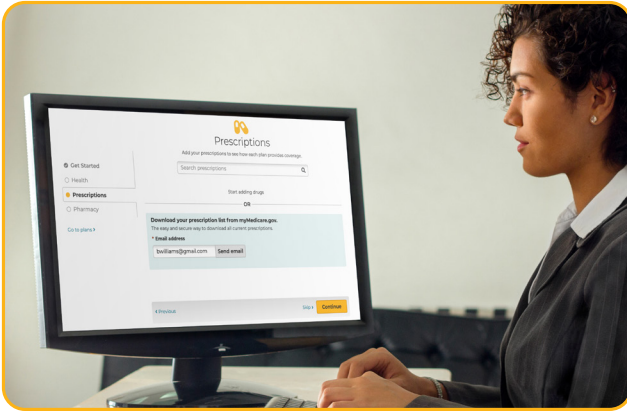 Prescriptions
Add your prescriptions to see how each plan provides coverage.
Search prescriptions
Get Started
Health
Prescriptions
Pharmacy
Go to plans
Start adding drugs
OR
Download your prescription list from myMedicare.gov.
The easy and secure way to download all current prescriptions.
* Email address
bwilliams@gmail.com Send email
Previous
Skip
Continue